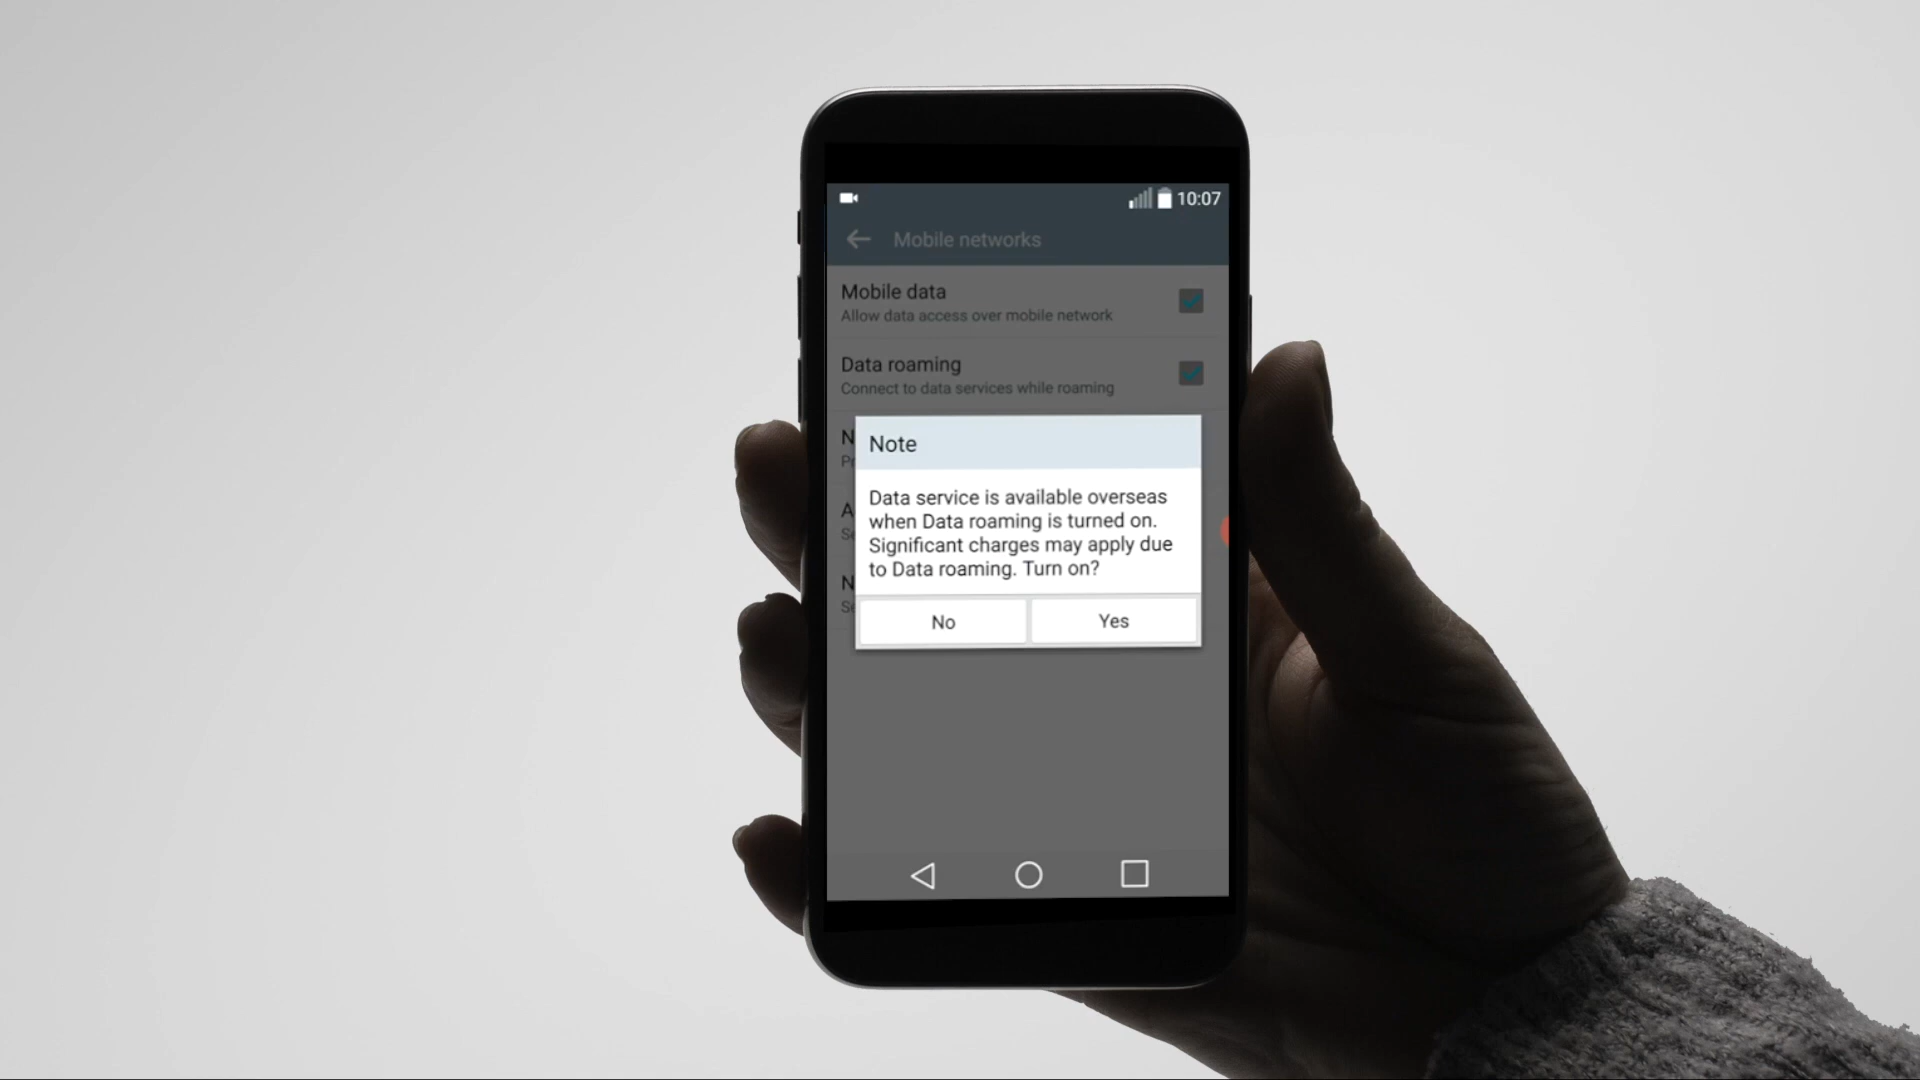 10:07
Mobile networks
Mobile data
Allow data access over mobile network
Data roaming
Connect to data services while roaming
Note
Data service is available overseas
when Data roaming is turned on.
Significant charges may apply due
to Data roaming. Turn on?
No
Yes